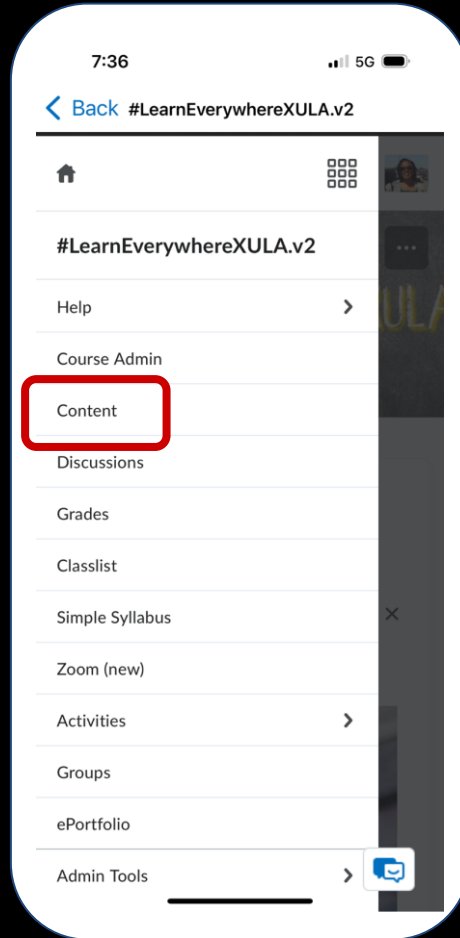 7:36
5G
Back #LearnEverywhereXULA.v2
#LearnEverywhereXULA.v2
Help
Course Admin
Content
Discussions
Grades
Classlist
Simple Syllabus
Zoom (new)
Activities
Groups
ePortfolio
Admin Tools